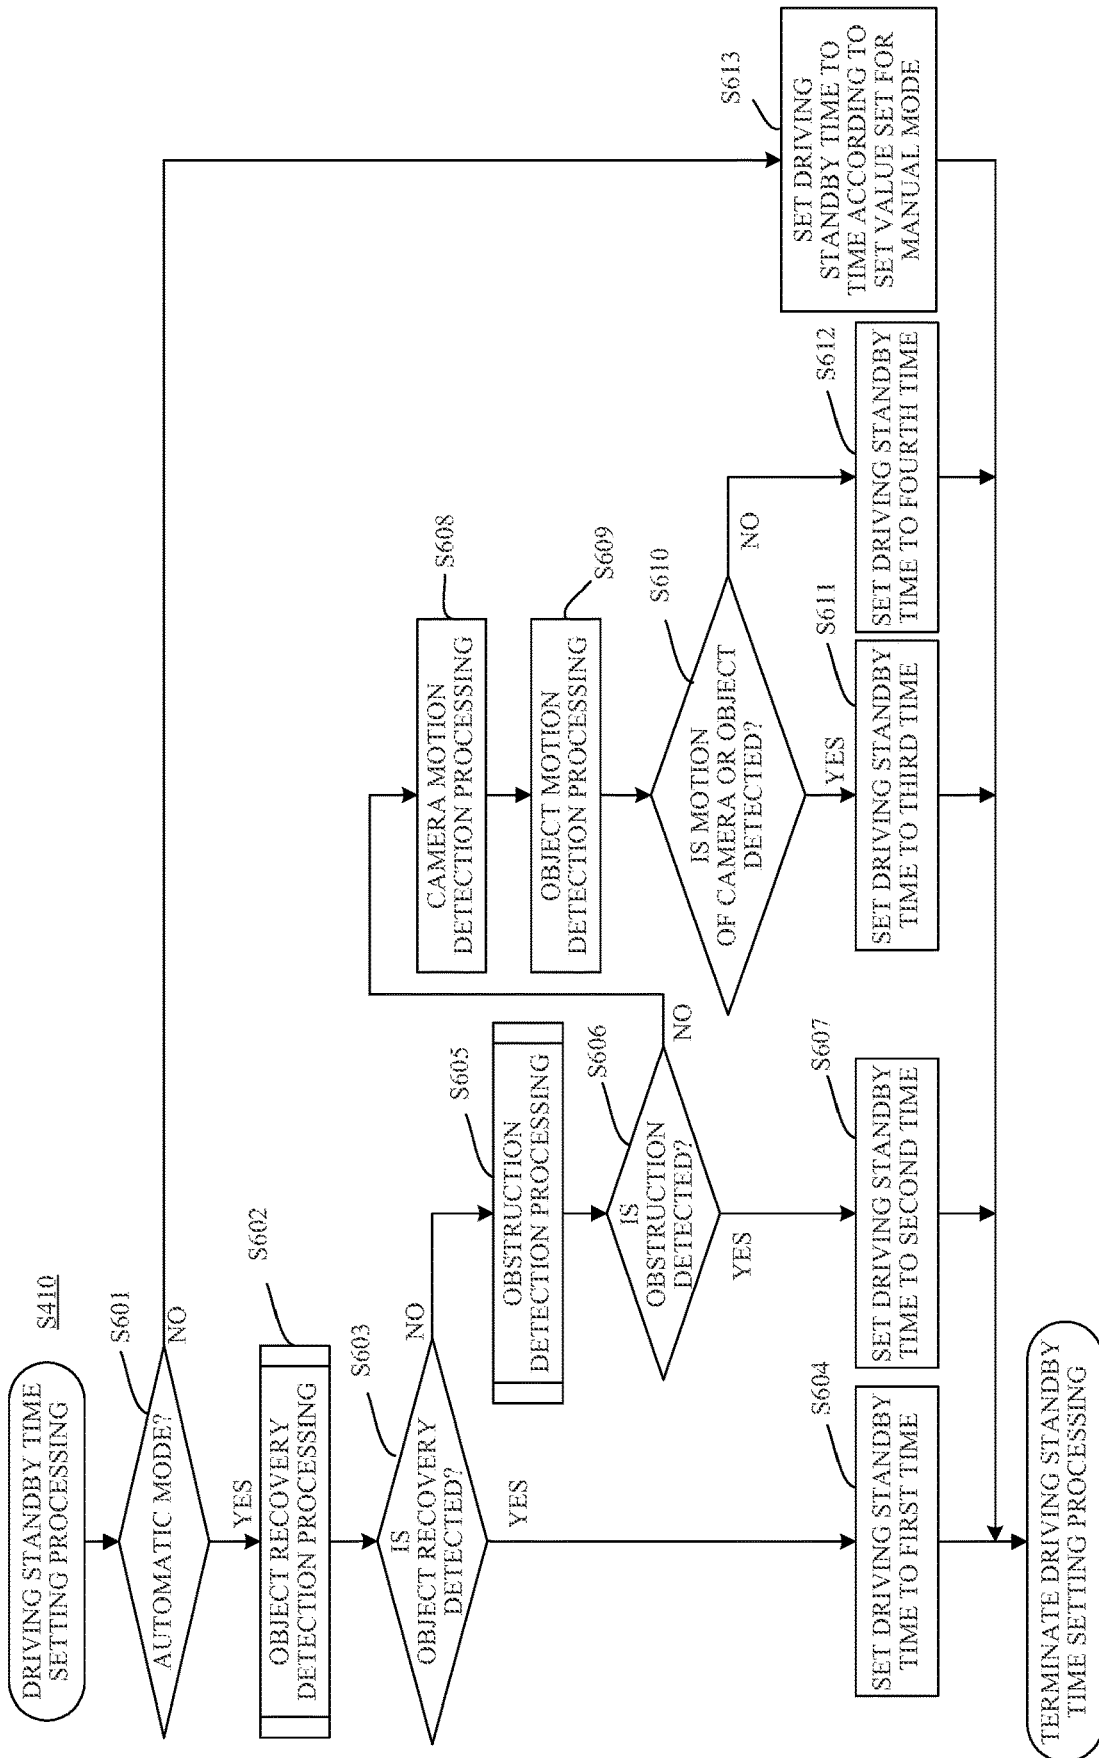 DRIVING STANDBY TIME
SETTING PROCESSING
S410
AUTOMATIC MODE?
S601
NO
YES
OBJECT RECOVERY
DETECTION PROCESSING
S602
IS
OBJECT RECOVERY
DETECTED?
S603
NO
YES
SET DRIVING STANDBY
TIME TO FIRST TIME
S604
OBSTRUCTION
DETECTION PROCESSING
S605
IS
OBSTRUCTION
DETECTED?
S606
NO
YES
SET DRIVING STANDBY
TIME TO SECOND TIME
S607
CAMERA MOTION
DETECTION PROCESSING
S608
OBJECT MOTION
DETECTION PROCESSING
S609
IS MOTION
OF CAMERA OR OBJECT
DETECTED?
S610
NO
YES
SET DRIVING STANDBY
TIME TO THIRD TIME
S611
SET DRIVING STANDBY
TIME TO FOURTH TIME
S612
SET DRIVING
STANDBY TIME TO
TIME ACCORDING TO
SET VALUE SET FOR
MANUAL MODE
S613
TERMINATE DRIVING STANDBY
TIME SETTING PROCESSING